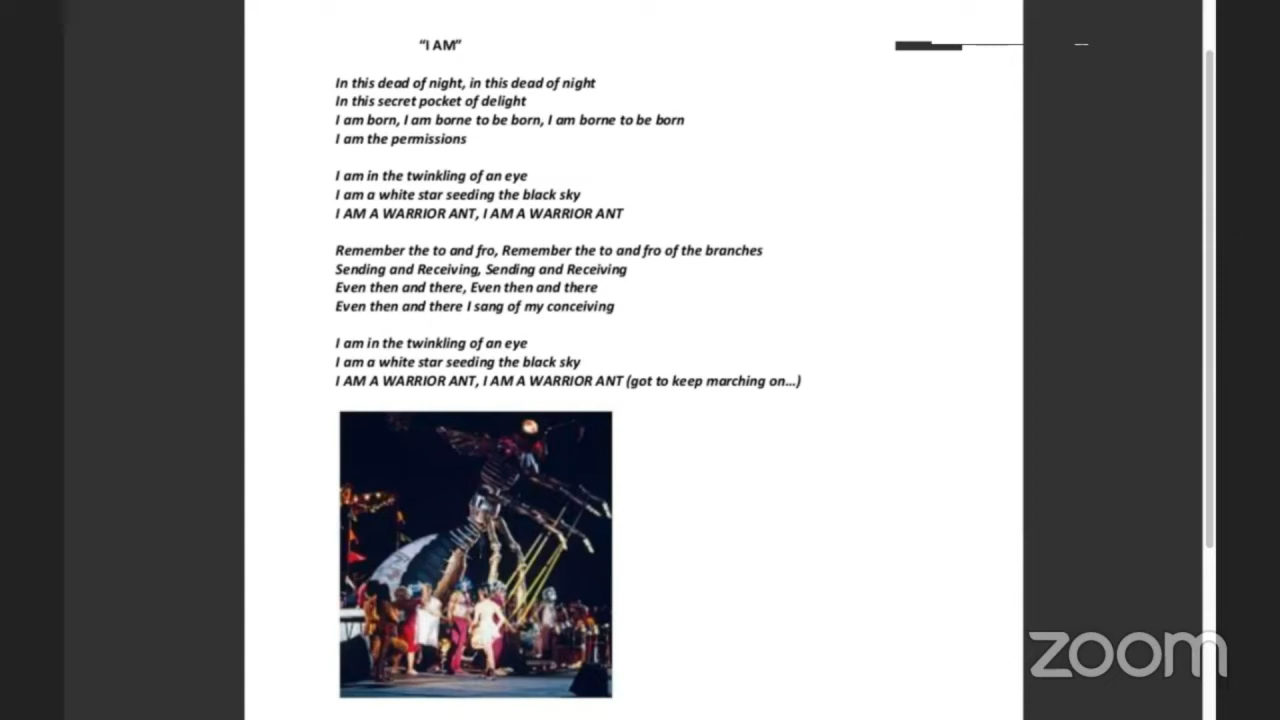 “I AM”
In this dead of night, in this dead of night
In this secret pocket of delight
I am born, I am borne to be born, I am borne to be born
I am the permissions
I am in the twinkling of an eye
I am a white star seeding the black sky
I AM A WARRIOR ANT, I AM A WARRIOR ANT
Remember the to and fro, Remember the to and fro of the branches
Sending and Receiving, Sending and Receiving
Even then and there, Even then and there
Even then and there I sang of my conceiving
I am in the twinkling of an eye
I am a white star seeding the black sky
I AM A WARRIOR ANT, I AM A WARRIOR ANT (got to keep marching on...)
zoom